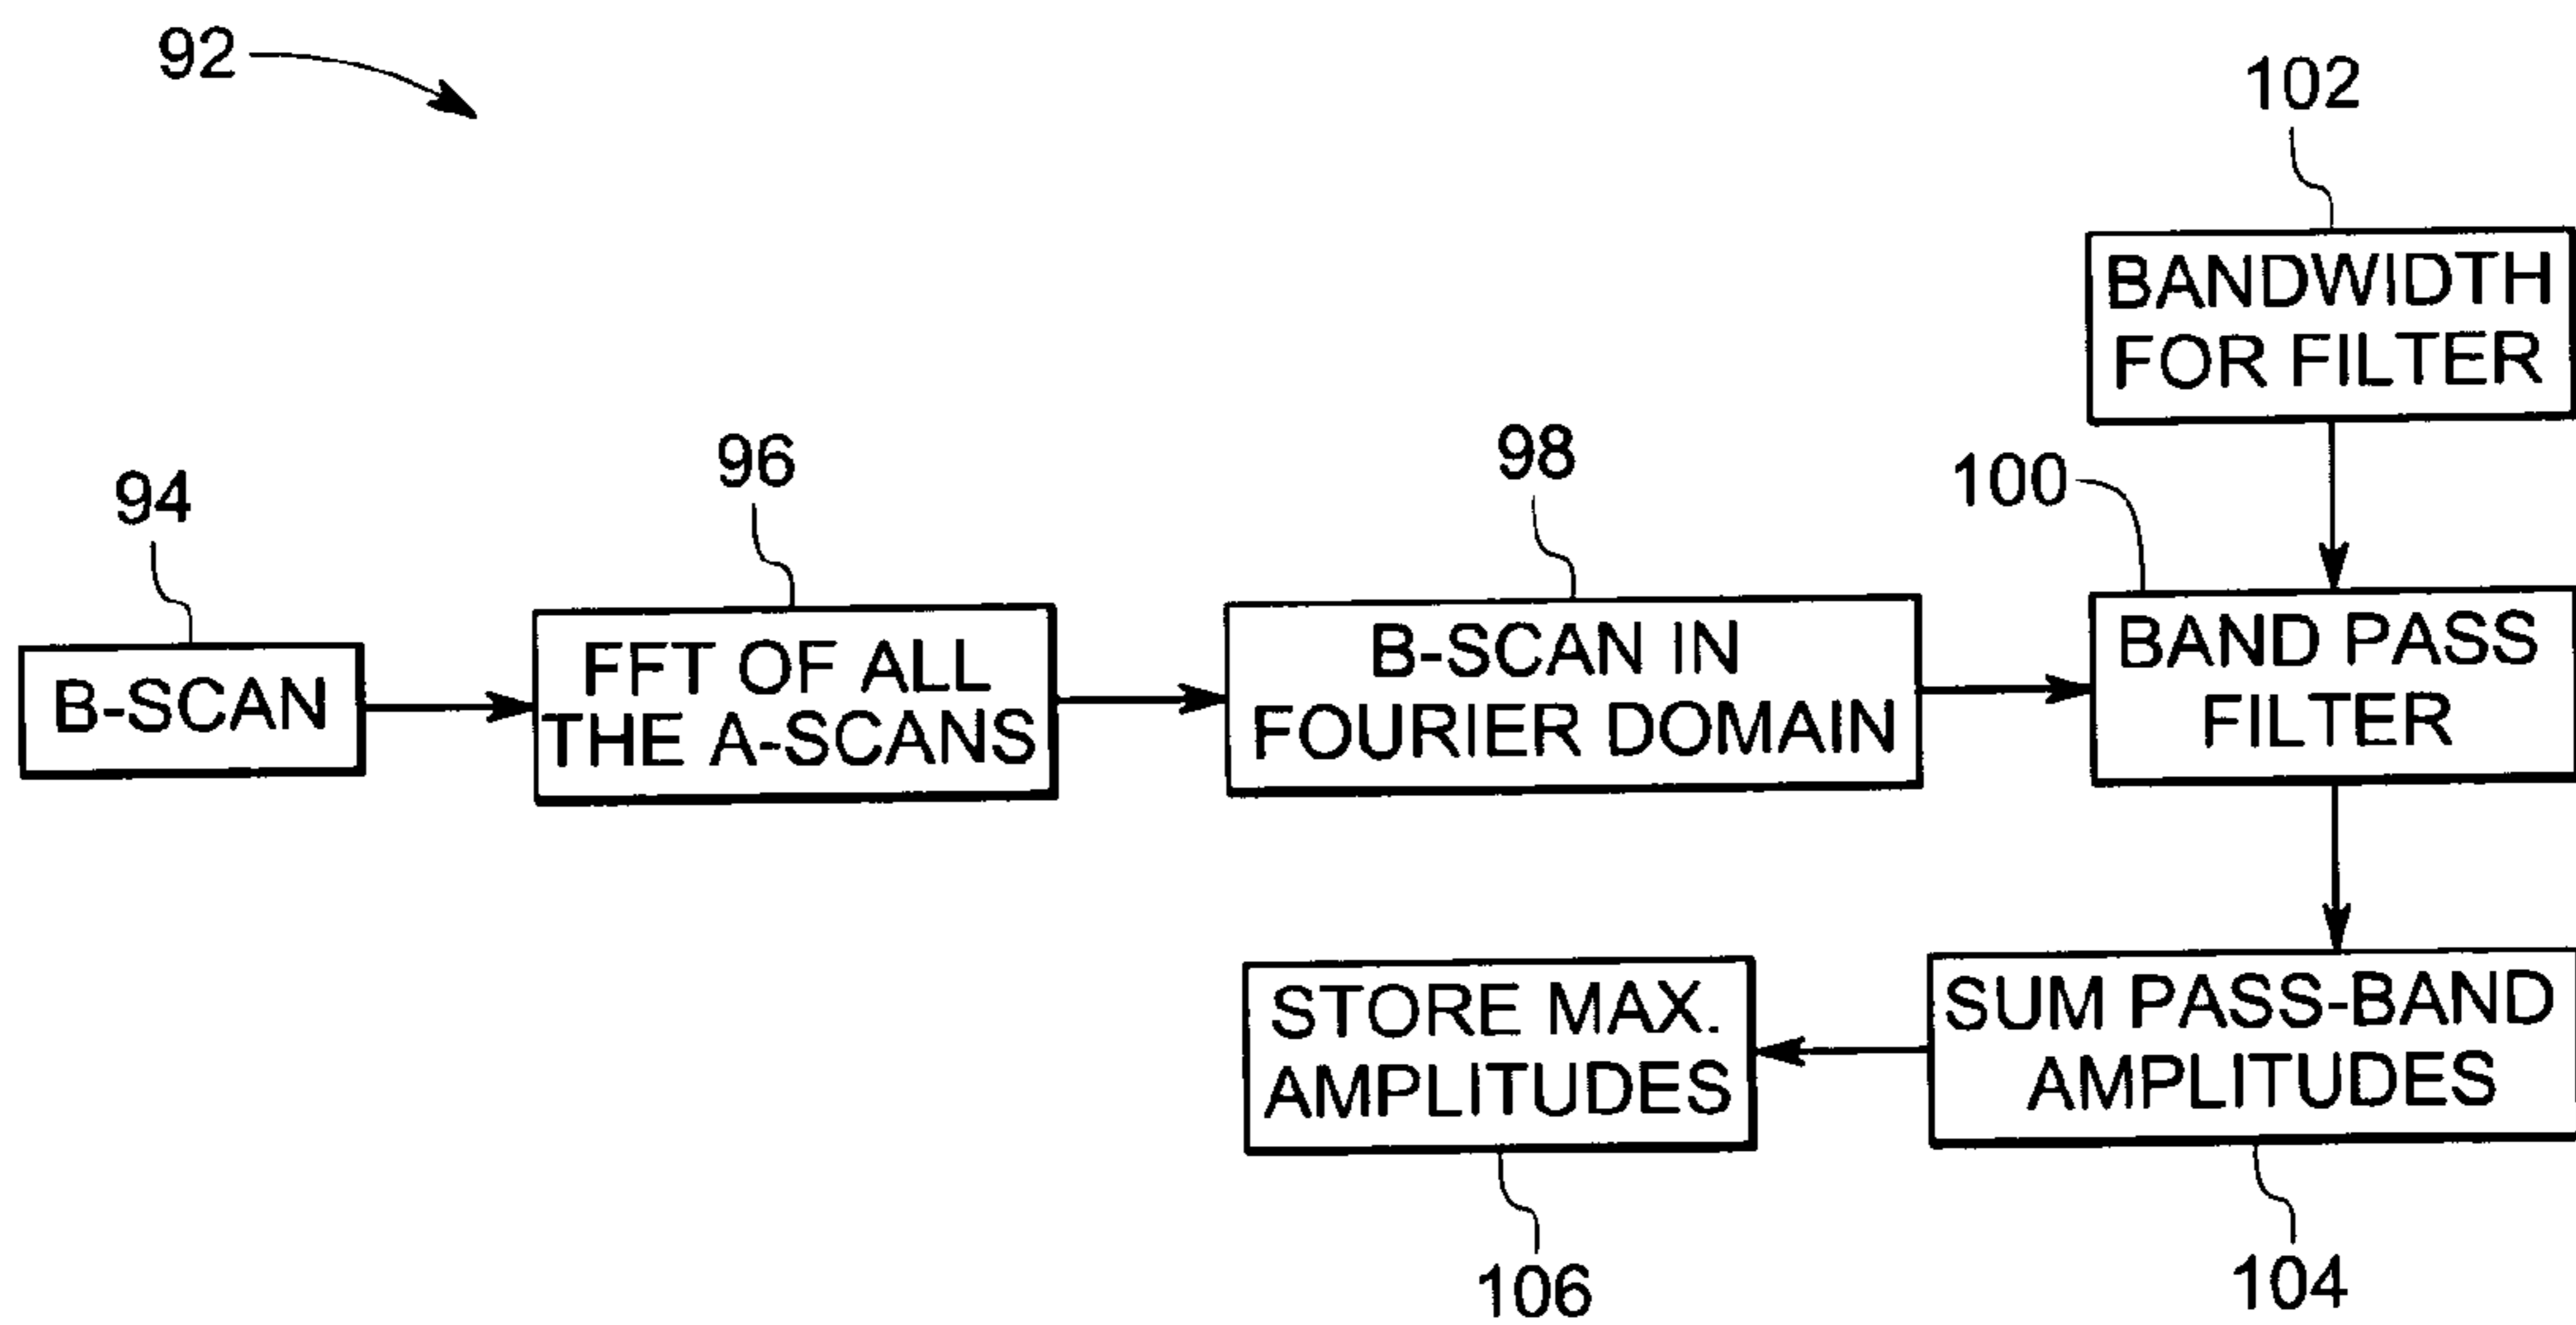 92
102
BANDWIDTH
FOR FILTER
94
96
98
100
B-SCAN
FFT OF ALL
THE A-SCANS
B-SCAN IN
FOURIER DOMAIN
BAND PASS
FILTER
STORE MAX.
AMPLITUDES
SUM PASS-BAND
AMPLITUDES
106
104